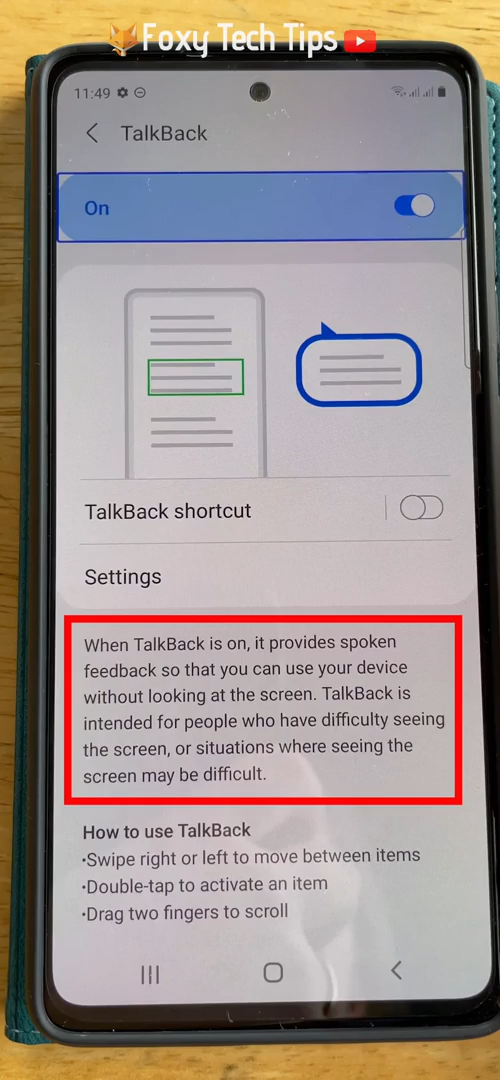 Foxy Tech Tips
11:49
TalkBack
On
TalkBack shortcut
Settings
When TalkBack is on, it provides spoken
feedback so that you can use your device
without looking at the screen. TalkBack is
intended for people who have difficulty seeing
the screen, or situations where seeing the
screen may be difficult.
How to use TalkBack
•Swipe right or left to move between items
•Double-tap to activate an item
•Drag two fingers to scroll